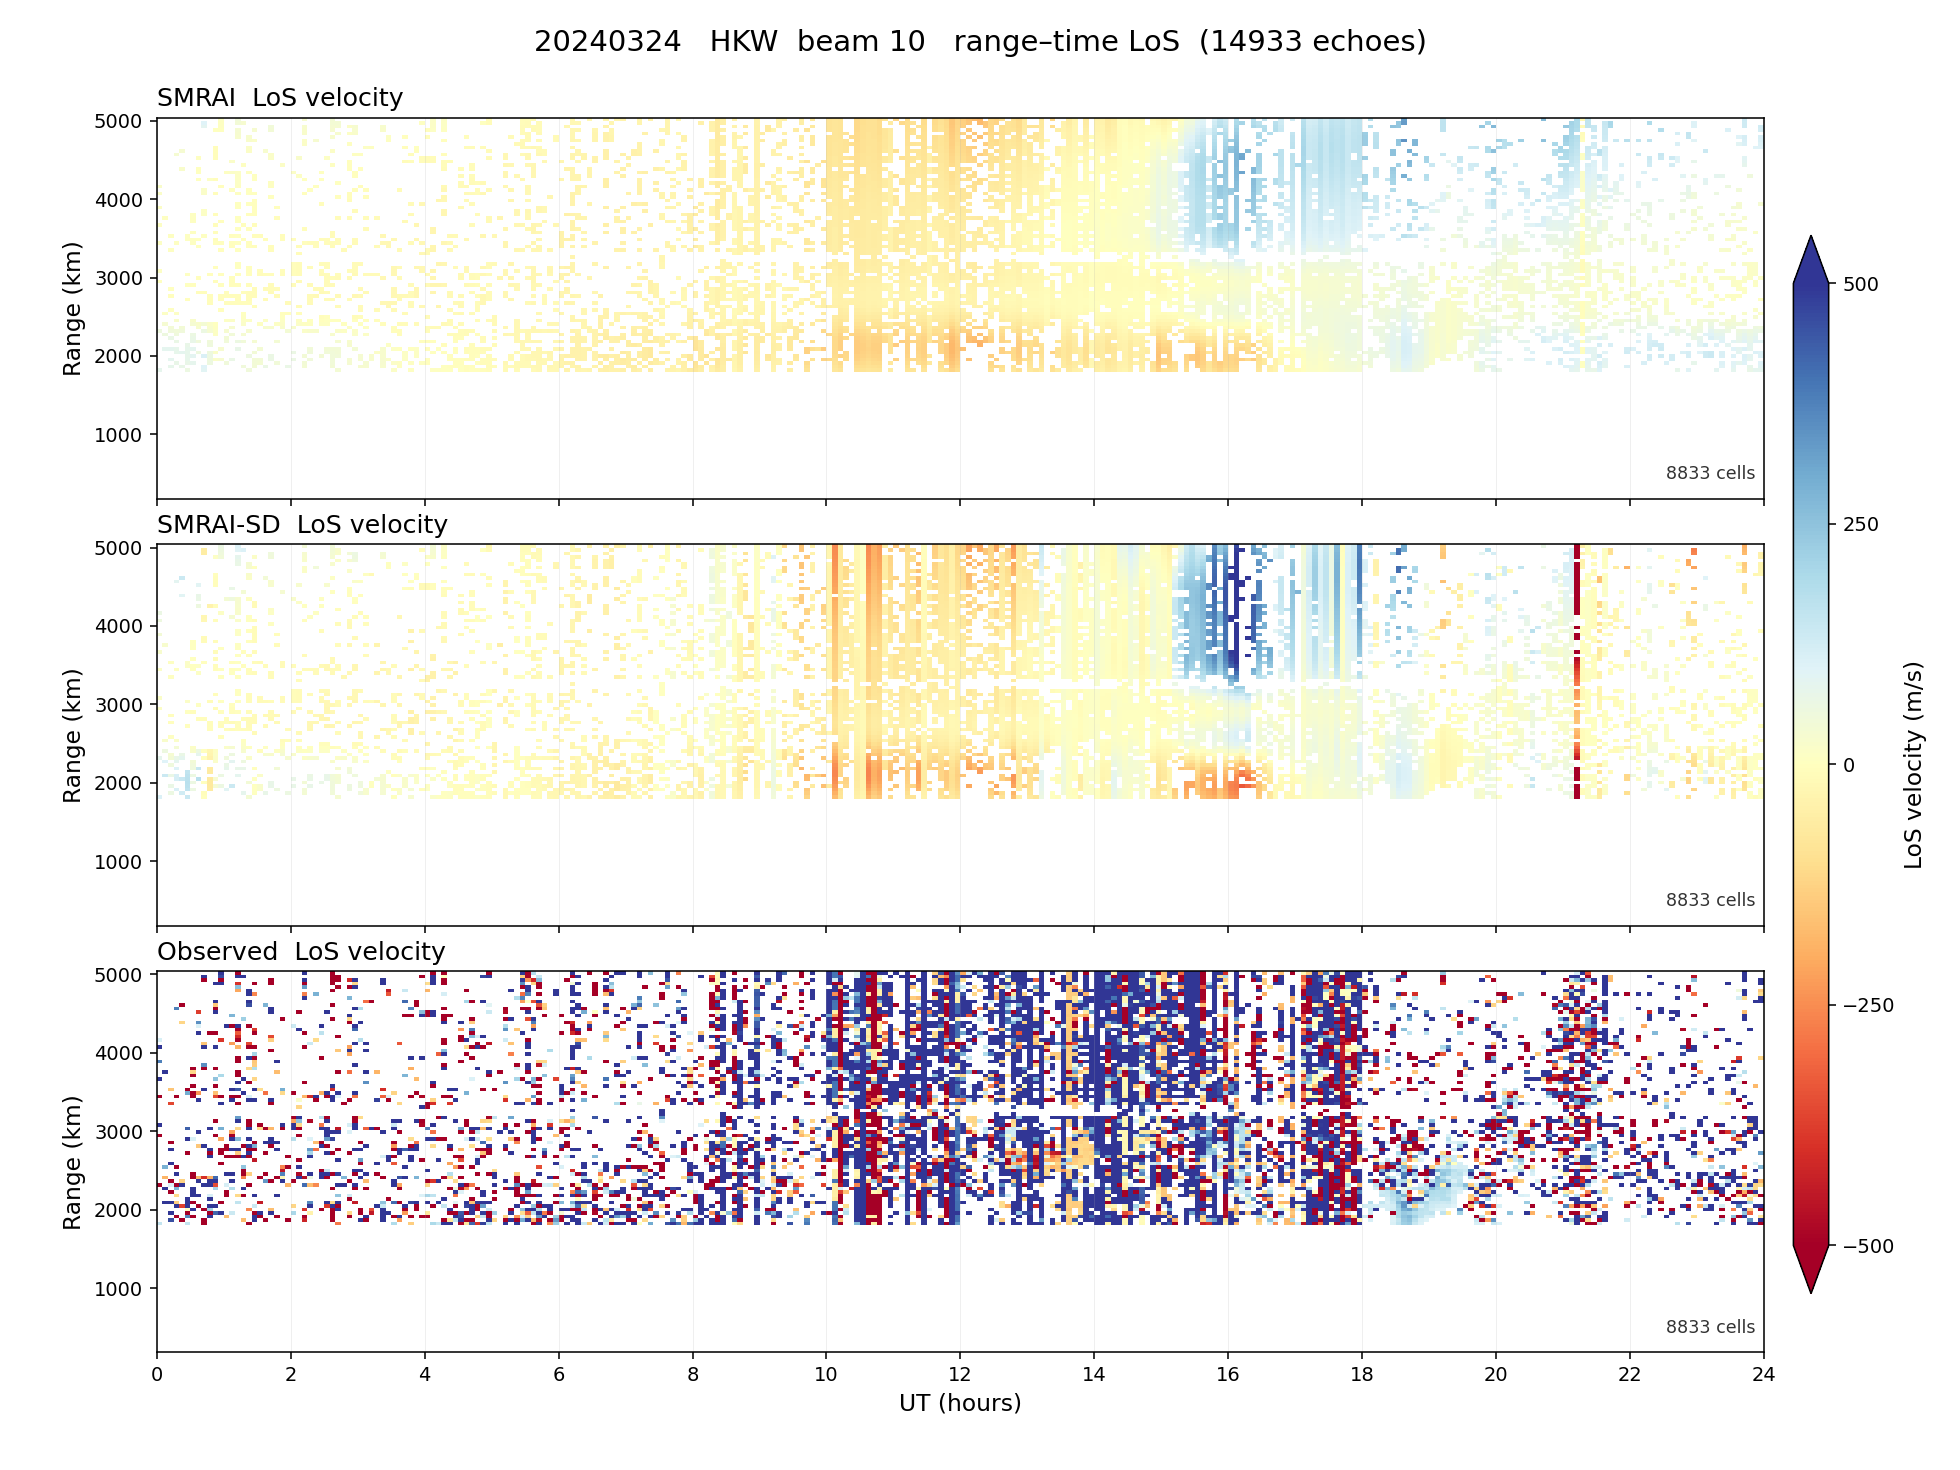 20240324 HKW beam 10 range–time LoS (14933 echoes)
SMRAI LoS velocity
5000
4000
3000
2000
1000
Range (km)
8833 cells
SMRAI-SD LoS velocity
5000
4000
3000
2000
1000
Range (km)
8833 cells
Observed LoS velocity
5000
4000
3000
2000
1000
Range (km)
8833 cells
0 2 4 6 8 10 12 14 16 18 20 22 24
UT (hours)
500
250
0
−250
−500
LoS velocity (m/s)